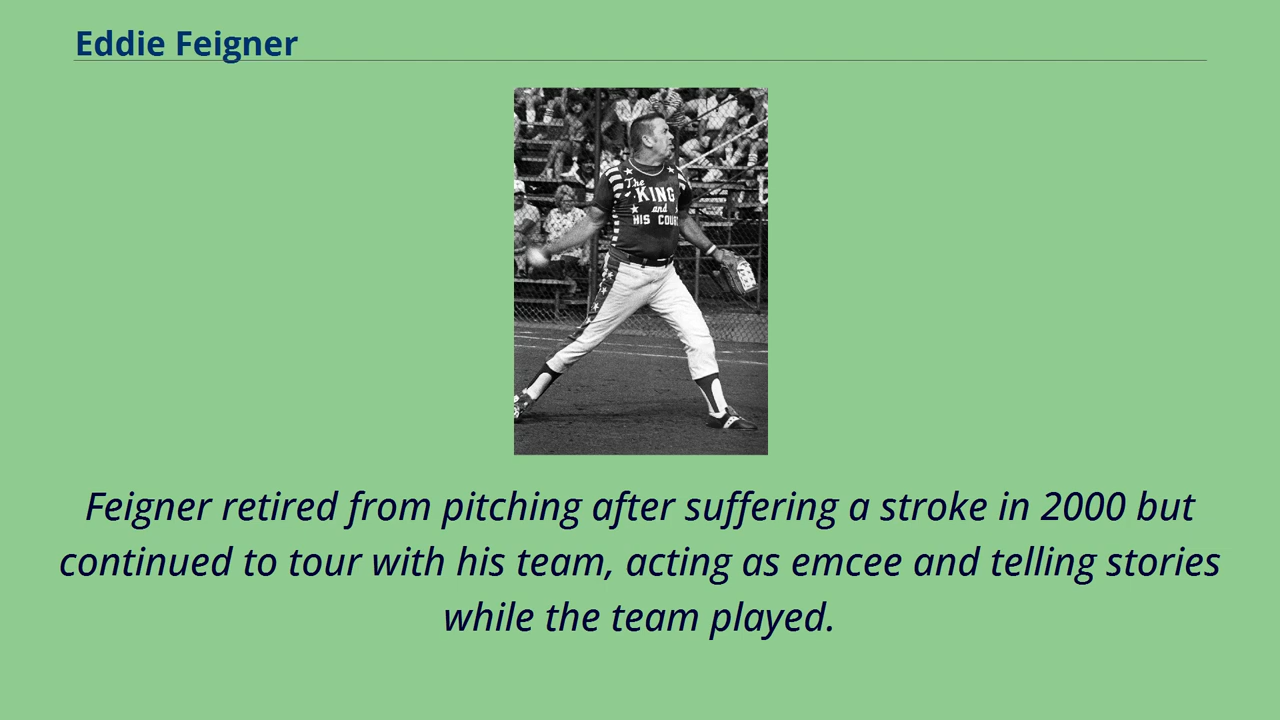 Eddie Feigner
The
KING
and
HIS COURT
Feigner retired from pitching after suffering a stroke in 2000 but
continued to tour with his team, acting as emcee and telling stories
while the team played.